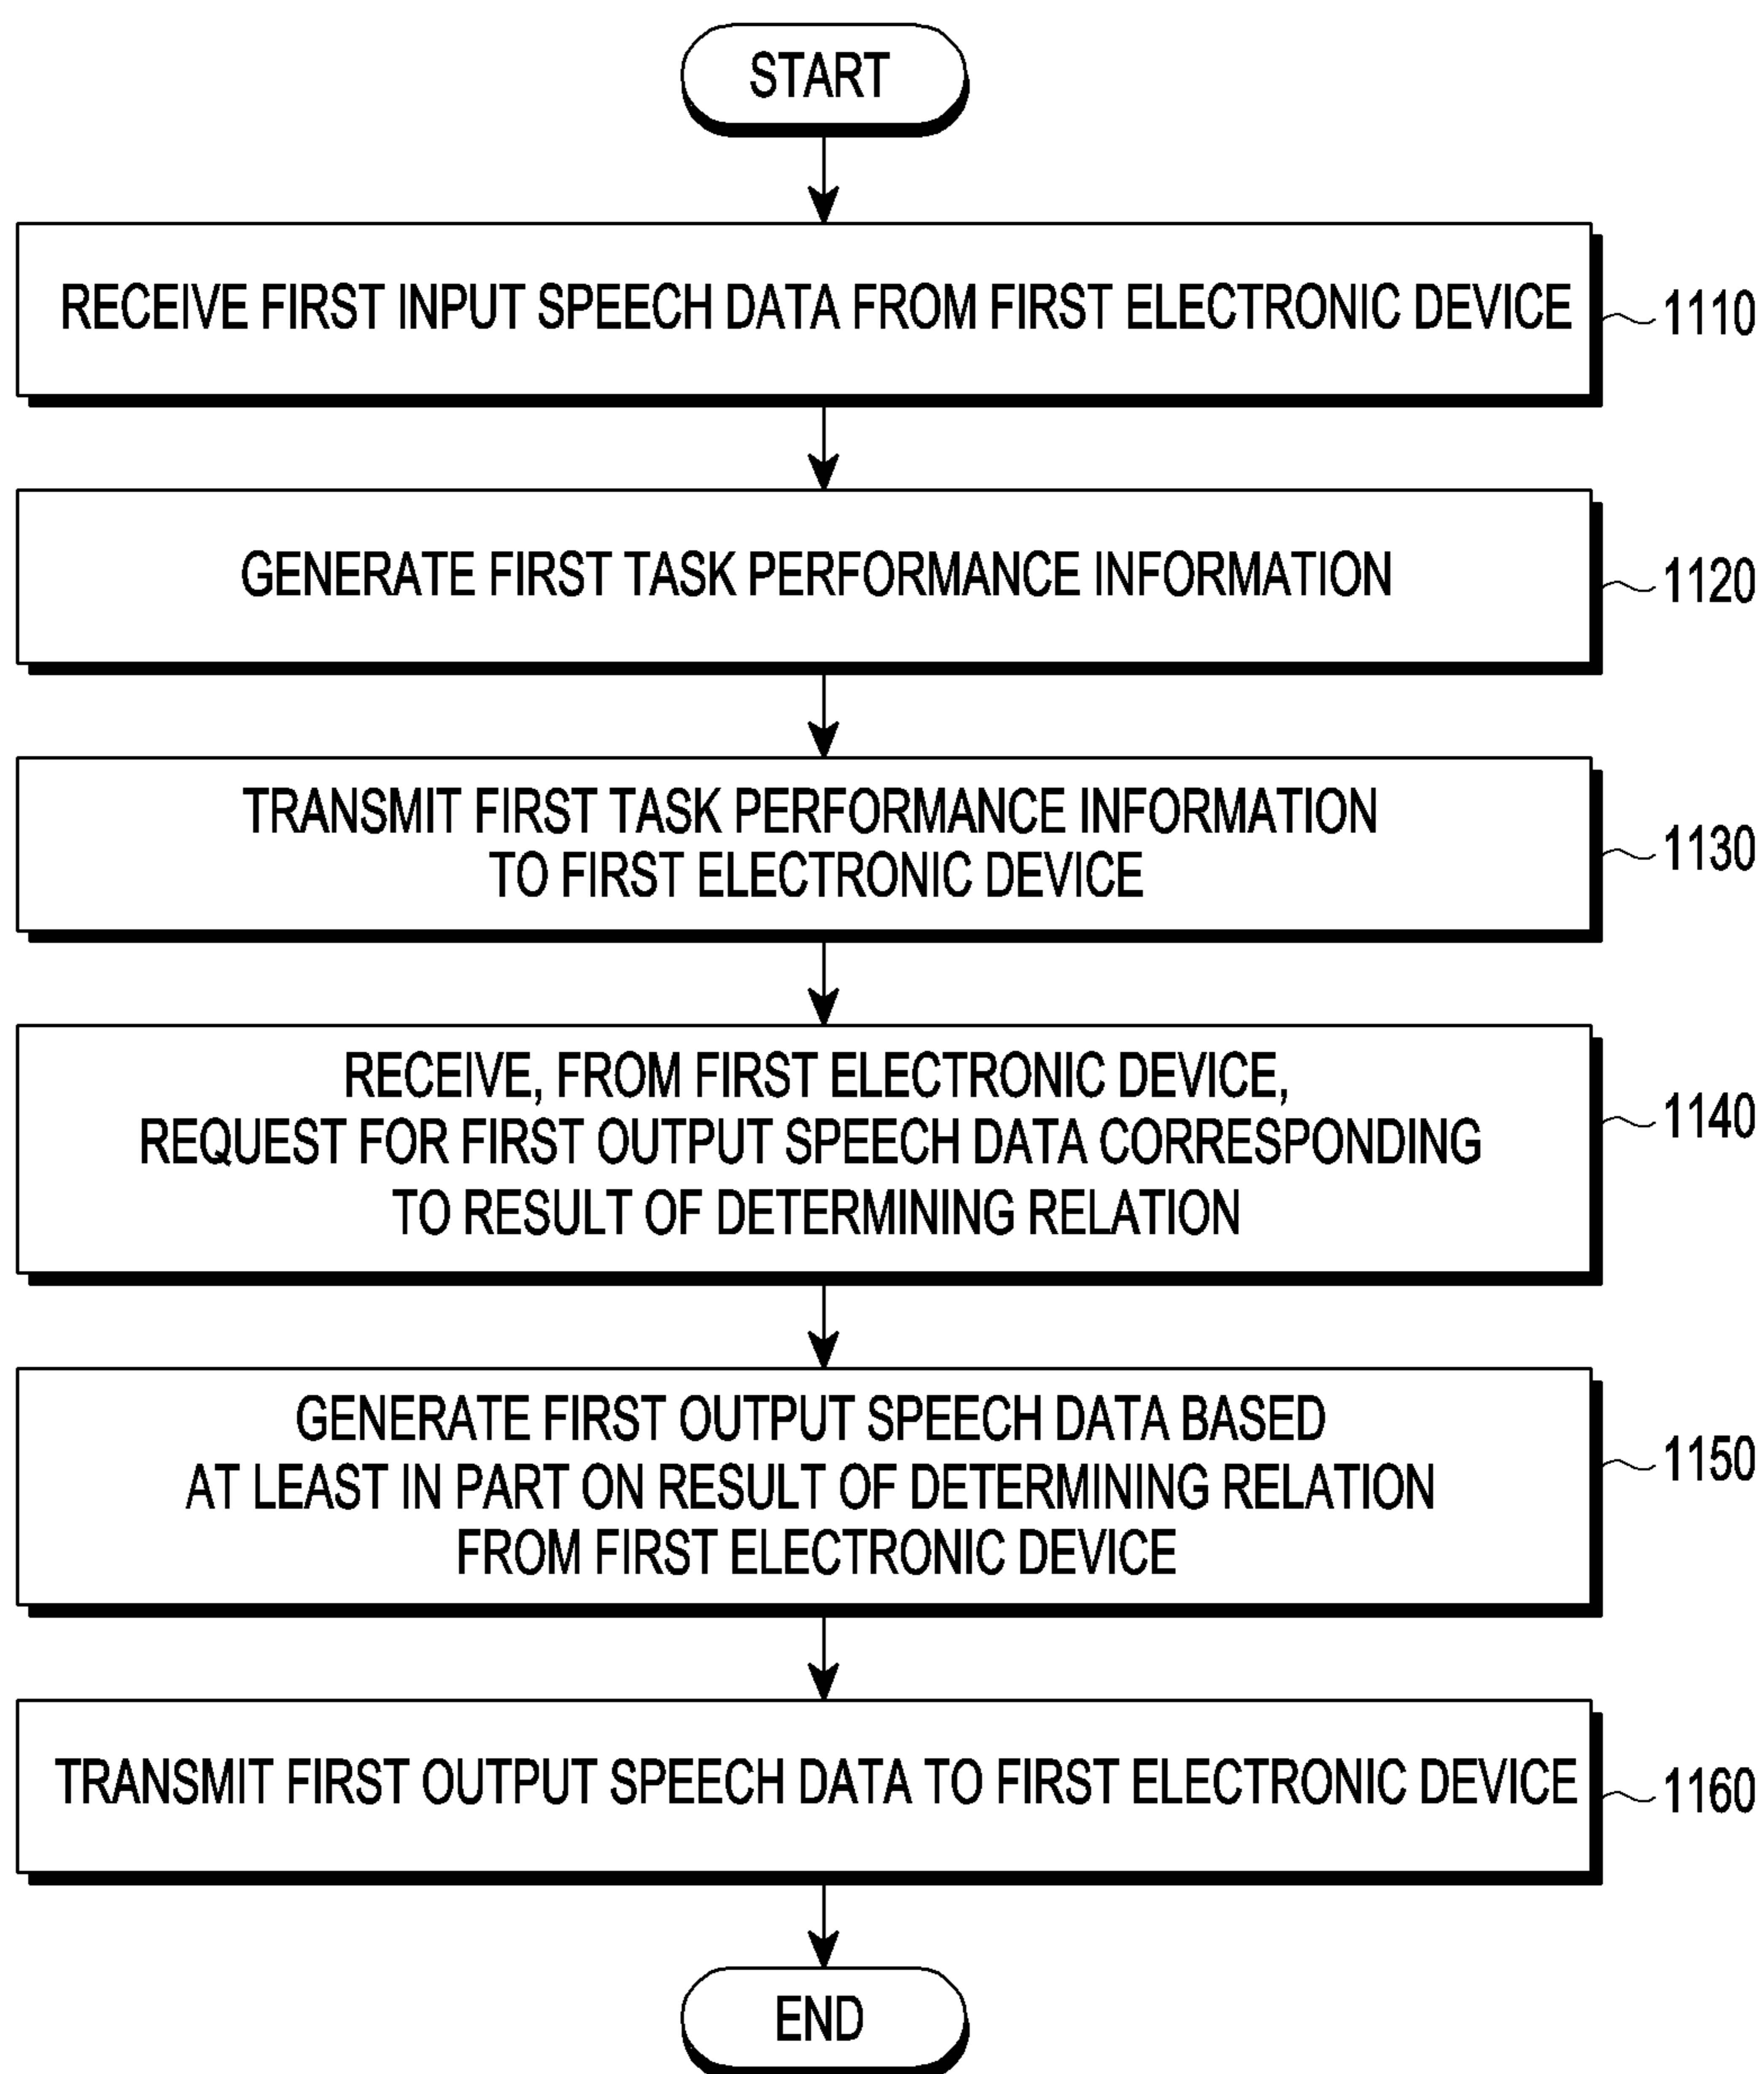 START
RECEIVE FIRST INPUT SPEECH DATA FROM FIRST ELECTRONIC DEVICE
1110
GENERATE FIRST TASK PERFORMANCE INFORMATION
1120
TRANSMIT FIRST TASK PERFORMANCE INFORMATION
TO FIRST ELECTRONIC DEVICE
1130
RECEIVE, FROM FIRST ELECTRONIC DEVICE,
REQUEST FOR FIRST OUTPUT SPEECH DATA CORRESPONDING
TO RESULT OF DETERMINING RELATION
1140
GENERATE FIRST OUTPUT SPEECH DATA BASED
AT LEAST IN PART ON RESULT OF DETERMINING RELATION
FROM FIRST ELECTRONIC DEVICE
1150
TRANSMIT FIRST OUTPUT SPEECH DATA TO FIRST ELECTRONIC DEVICE
1160
END